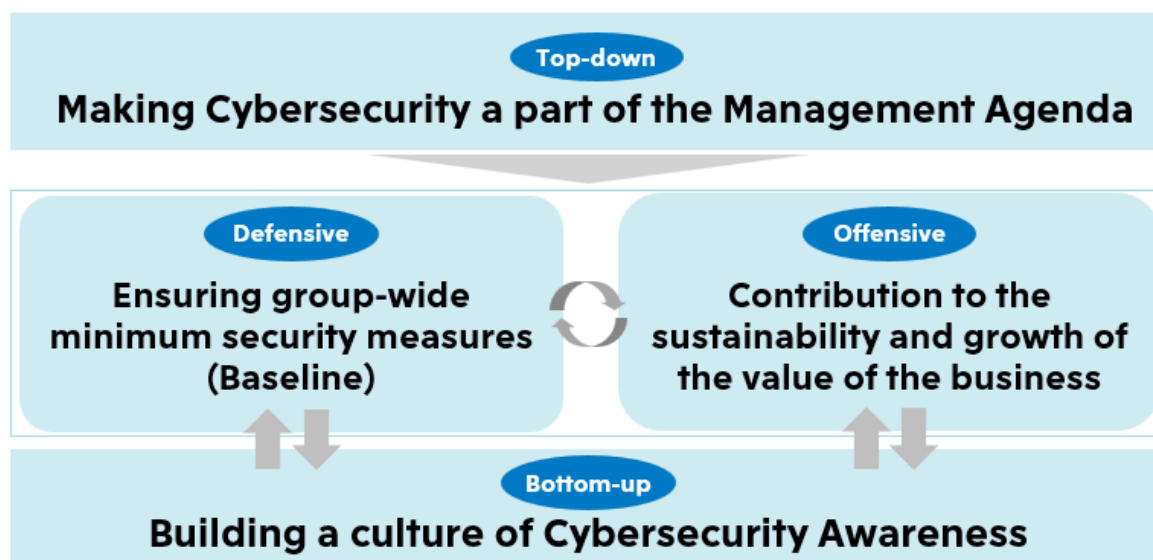 Top-down
Making Cybersecurity a part of the Management Agenda
Defensive
Ensuring group-wide
minimum security measures
(Baseline)
Offensive
Contribution to the
sustainability and growth of
the value of the business
Bottom-up
Building a culture of Cybersecurity Awareness